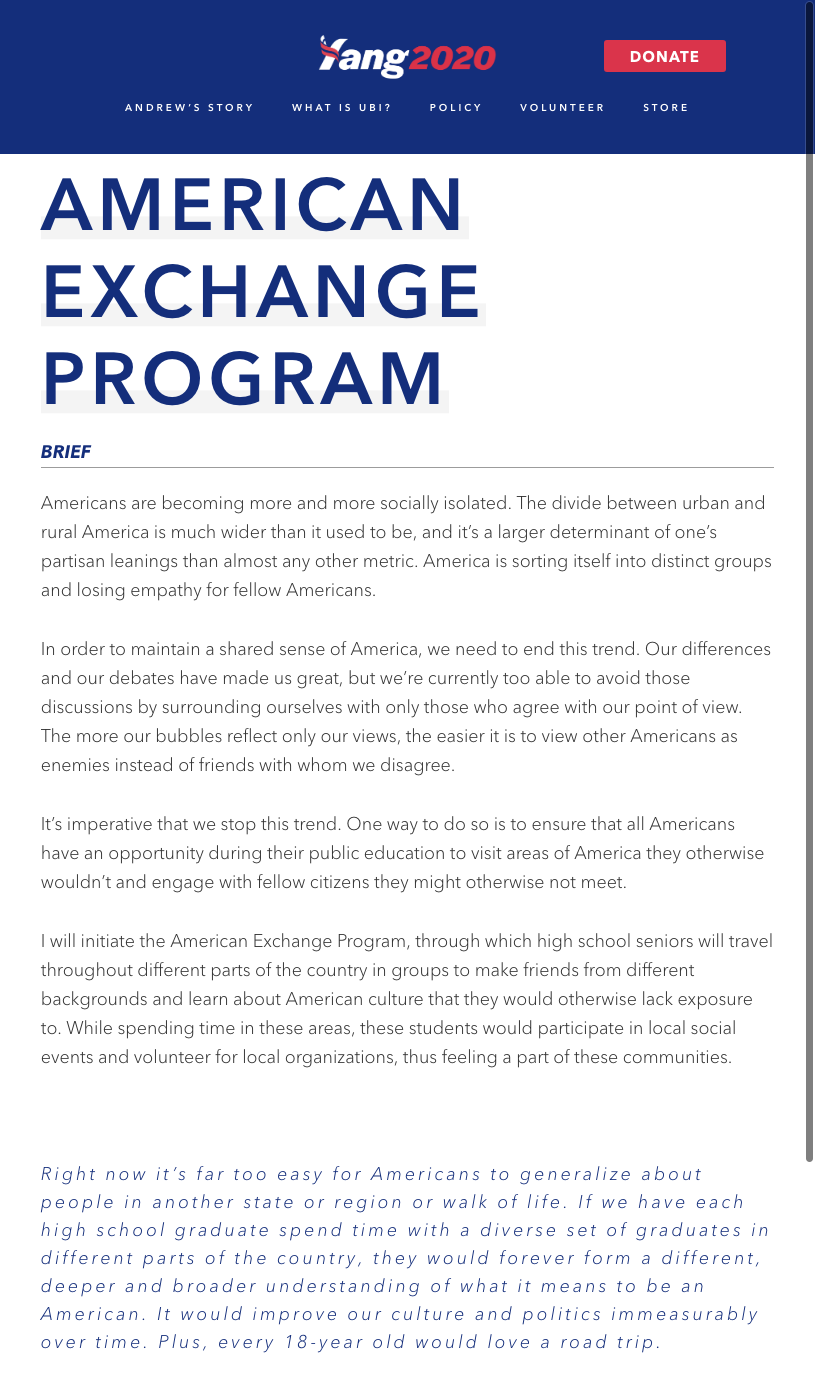 Yang2020
DONATE
ANDREW'S STORY WHAT IS UBI? POLICY VOLUNTEER STORE
AMERICAN
EXCHANGE
PROGRAM
BRIEF
Americans are becoming more and more socially isolated. The divide between urban and
rural America is much wider than it used to be, and it's a larger determinant of one's
partisan leanings than almost any other metric. America is sorting itself into distinct groups
and losing empathy for fellow Americans.
In order to maintain a shared sense of America, we need to end this trend. Our differences
and our debates have made us great, but we're currently too able to avoid those
discussions by surrounding ourselves with only those who agree with our point of view.
The more our bubbles reflect only our views, the easier it is to view other Americans as
enemies instead of friends with whom we disagree.
It's imperative that we stop this trend. One way to do so is to ensure that all Americans
have an opportunity during their public education to visit areas of America they otherwise
wouldn't and engage with fellow citizens they might otherwise not meet.
I will initiate the American Exchange Program, through which high school seniors will travel
throughout different parts of the country in groups to make friends from different
backgrounds and learn about American culture that they would otherwise lack exposure
to. While spending time in these areas, these students would participate in local social
events and volunteer for local organizations, thus feeling a part of these communities.
Right now it's far too easy for Americans to generalize about
people in another state or region or walk of life. If we have each
high school graduate spend time with a diverse set of graduates in
different parts of the country, they would forever form a different,
deeper and broader understanding of what it means to be an
American. It would improve our culture and politics immeasurably
over time. Plus, every 18-year old would love a road trip.